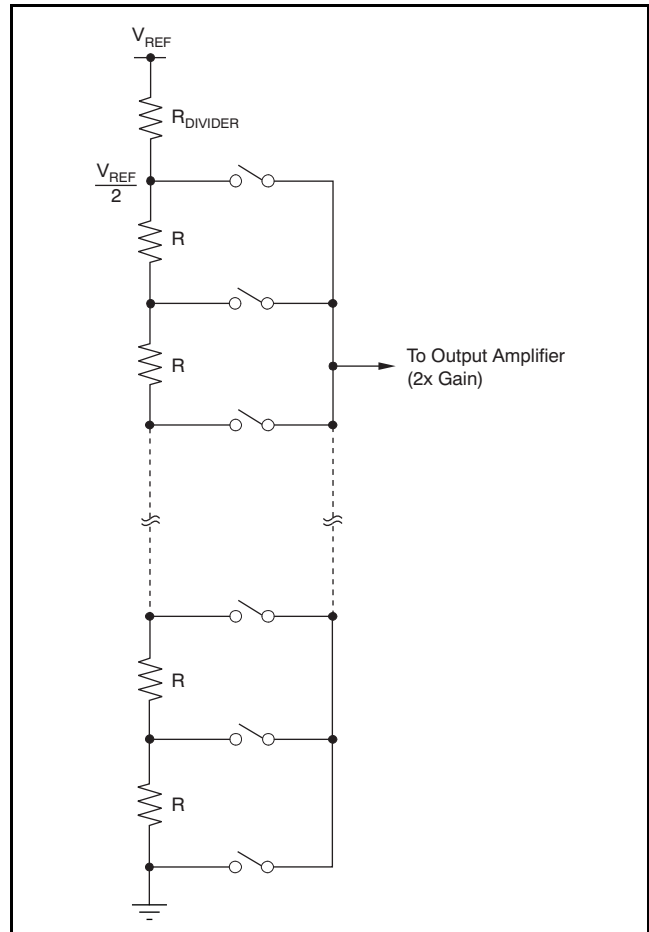 VREF
RDIVIDER
VREF
2
R
R
To Output Amplifier
(2x Gain)
R
R